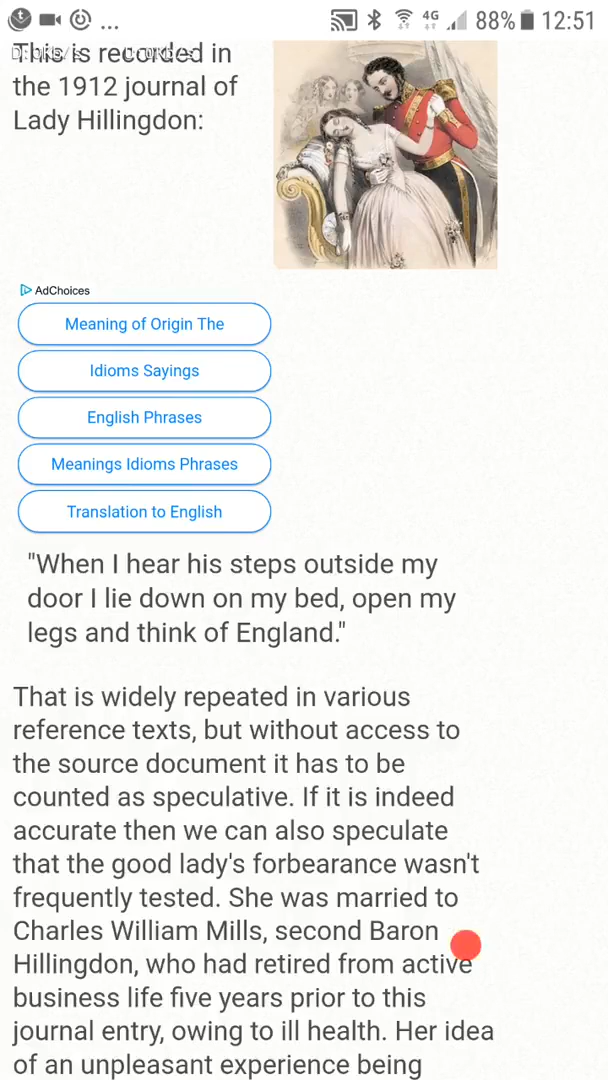 4G 88% 12:51
This is recorded in
the 1912 journal of
Lady Hillingdon:
AdChoices
Meaning of Origin The
Idioms Sayings
English Phrases
Meanings Idioms Phrases
Translation to English
"When I hear his steps outside my
door I lie down on my bed, open my
legs and think of England."
That is widely repeated in various
reference texts, but without access to
the source document it has to be
counted as speculative. If it is indeed
accurate then we can also speculate
that the good lady's forbearance wasn't
frequently tested. She was married to
Charles William Mills, second Baron
Hillingdon, who had retired from active
business life five years prior to this
journal entry, owing to ill health. Her idea
of an unpleasant experience being